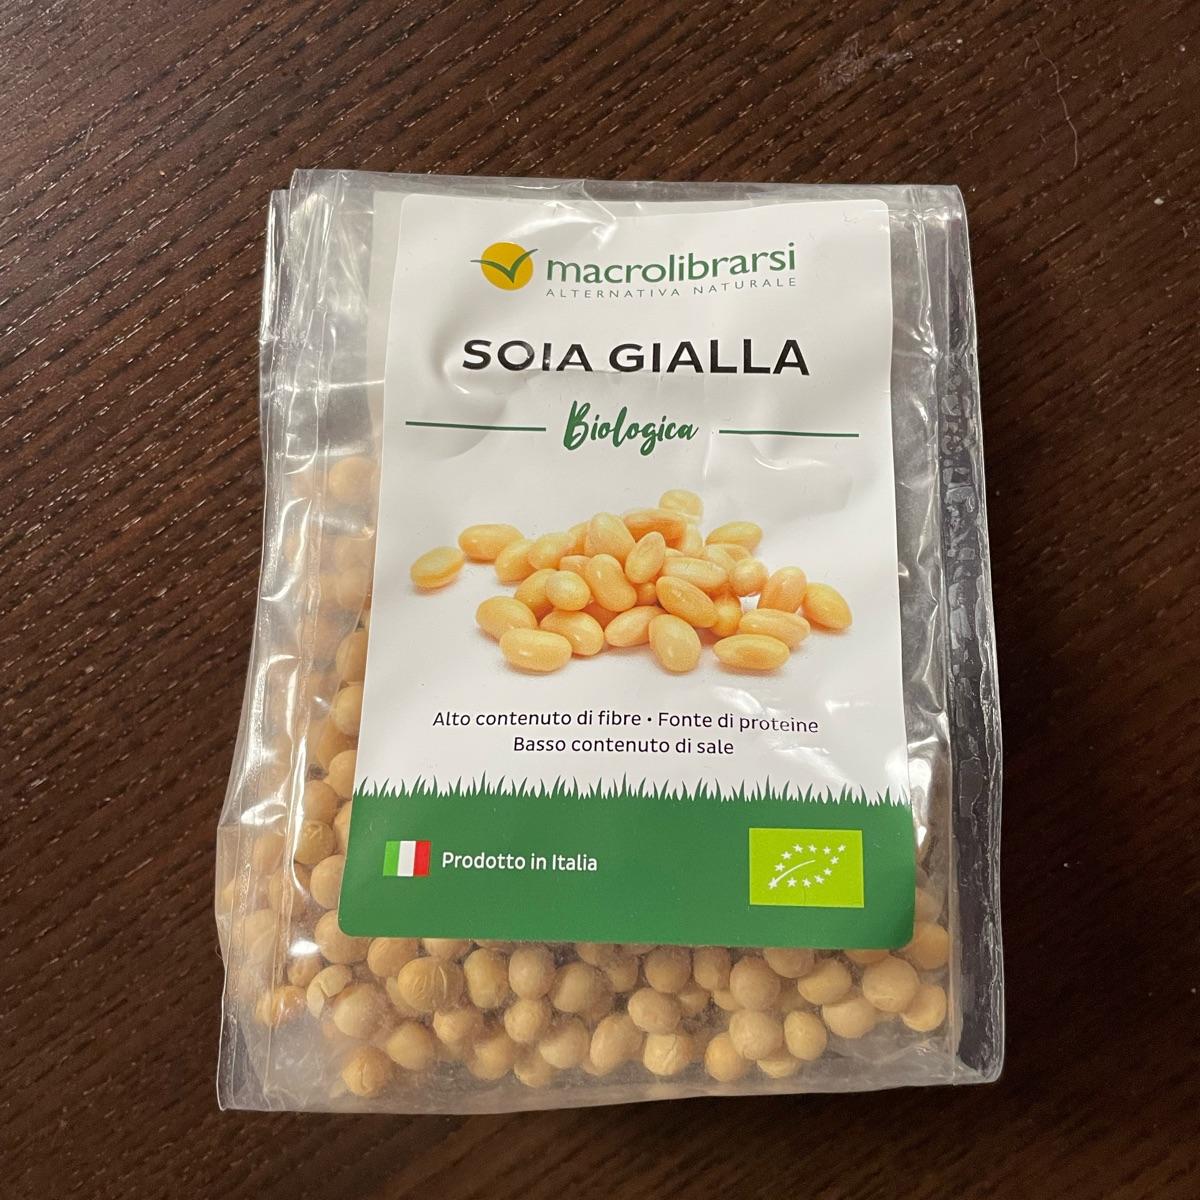 macrolibrarsi
ALTERNATIVA NATURALE
SOIA GIALLA
Biologica
Alto contenuto di fibre • Fonte di proteine
Basso contenuto di sale
Prodotto in Italia